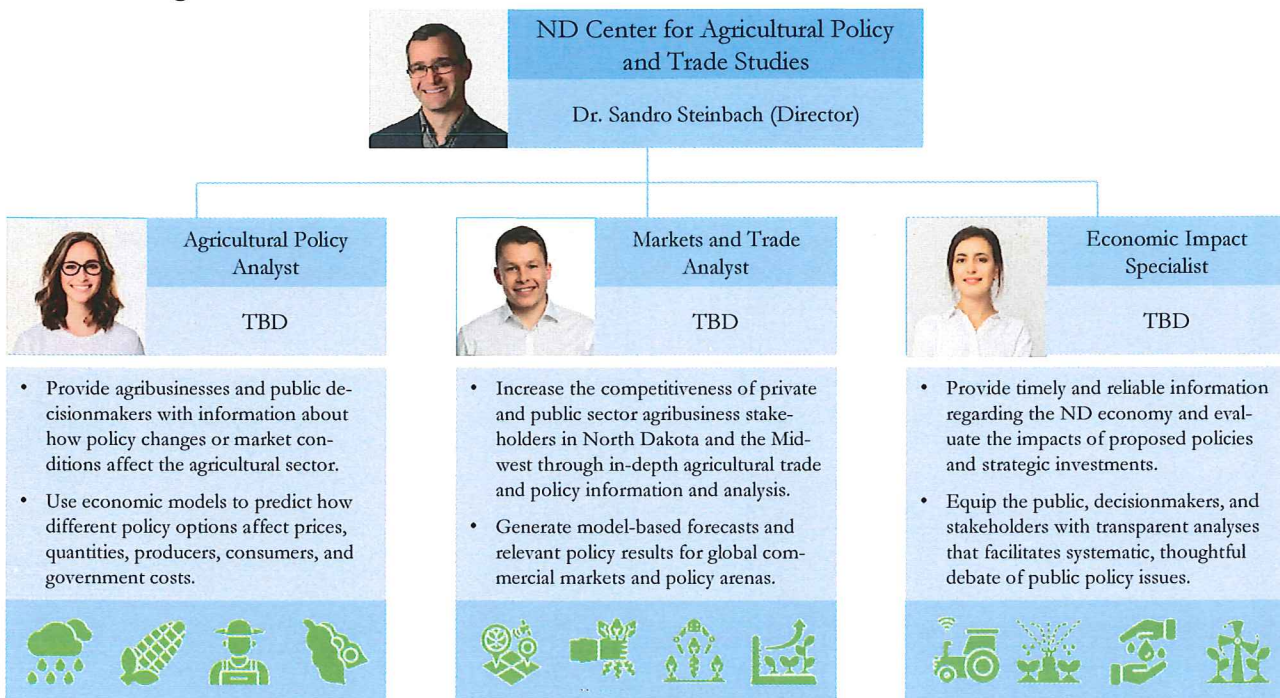 ND Center for Agricultural Policy
and Trade Studies
Dr. Sandro Steinbach (Director)
Agricultural Policy
Analyst
TBD
• Provide agribusinesses and public de-
cisionmakers with information about
how policy changes or market con-
ditions affect the agricultural sector.
• Use economic models to predict how
different policy options affect prices,
quantities, producers, consumers, and
government costs.
Markets and Trade
Analyst
TBD
• Increase the competitiveness of private
and public sector agribusiness stake-
holders in North Dakota and the Mid-
west through in-depth agricultural trade
and policy information and analysis.
• Generate model-based forecasts and
relevant policy results for global com-
mercial markets and policy arenas.
Economic Impact
Specialist
TBD
• Provide timely and reliable information
regarding the ND economy and eval-
uate the impacts of proposed policies
and strategic investments.
• Equip the public, decisionmakers, and
stakeholders with transparent analyses
that facilitates systematic, thoughtful
debate of public policy issues.